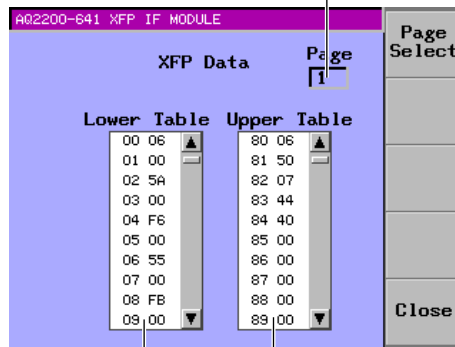 AQ2200-641 XFP IF MODULE
Page
Select
XFP Data
Page
1
Lower Table
Upper Table
00 06
01 00
02 5A
03 00
04 F6
05 00
06 55
07 00
08 FB
09 00
80 06
81 50
82 07
83 44
84 40
85 00
86 00
87 00
88 00
89 00
Close